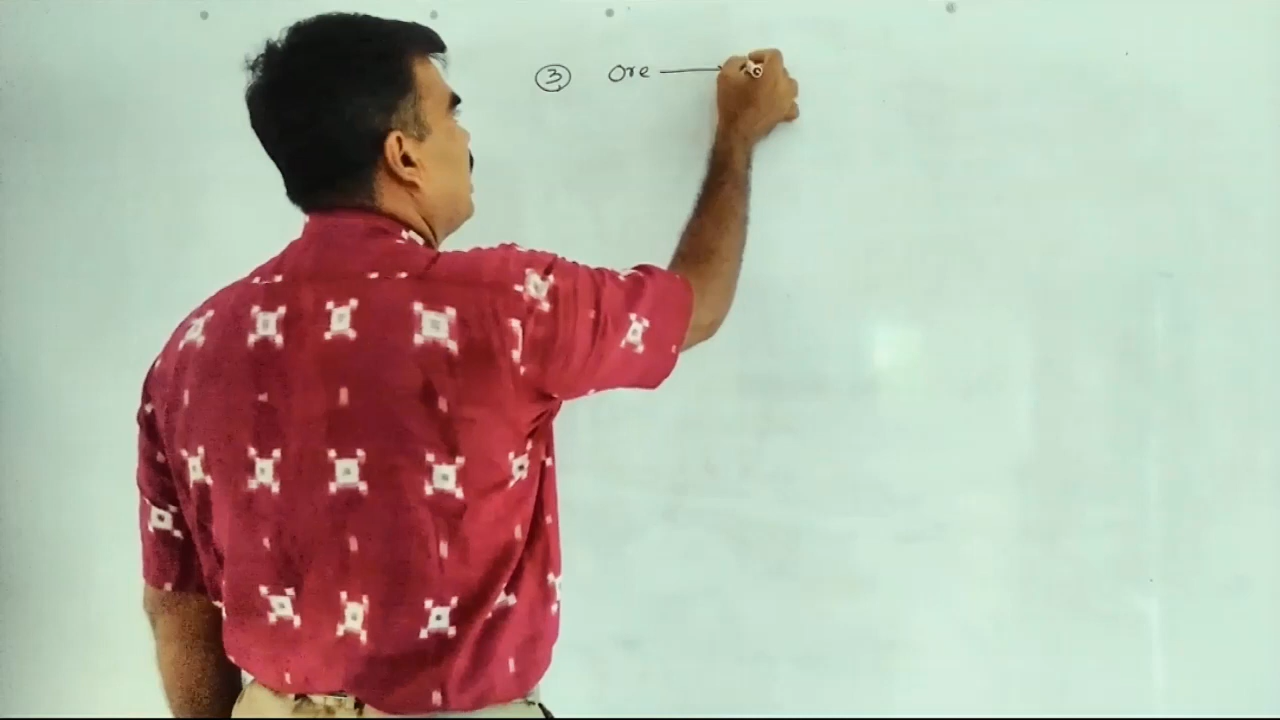 ③ Ore —